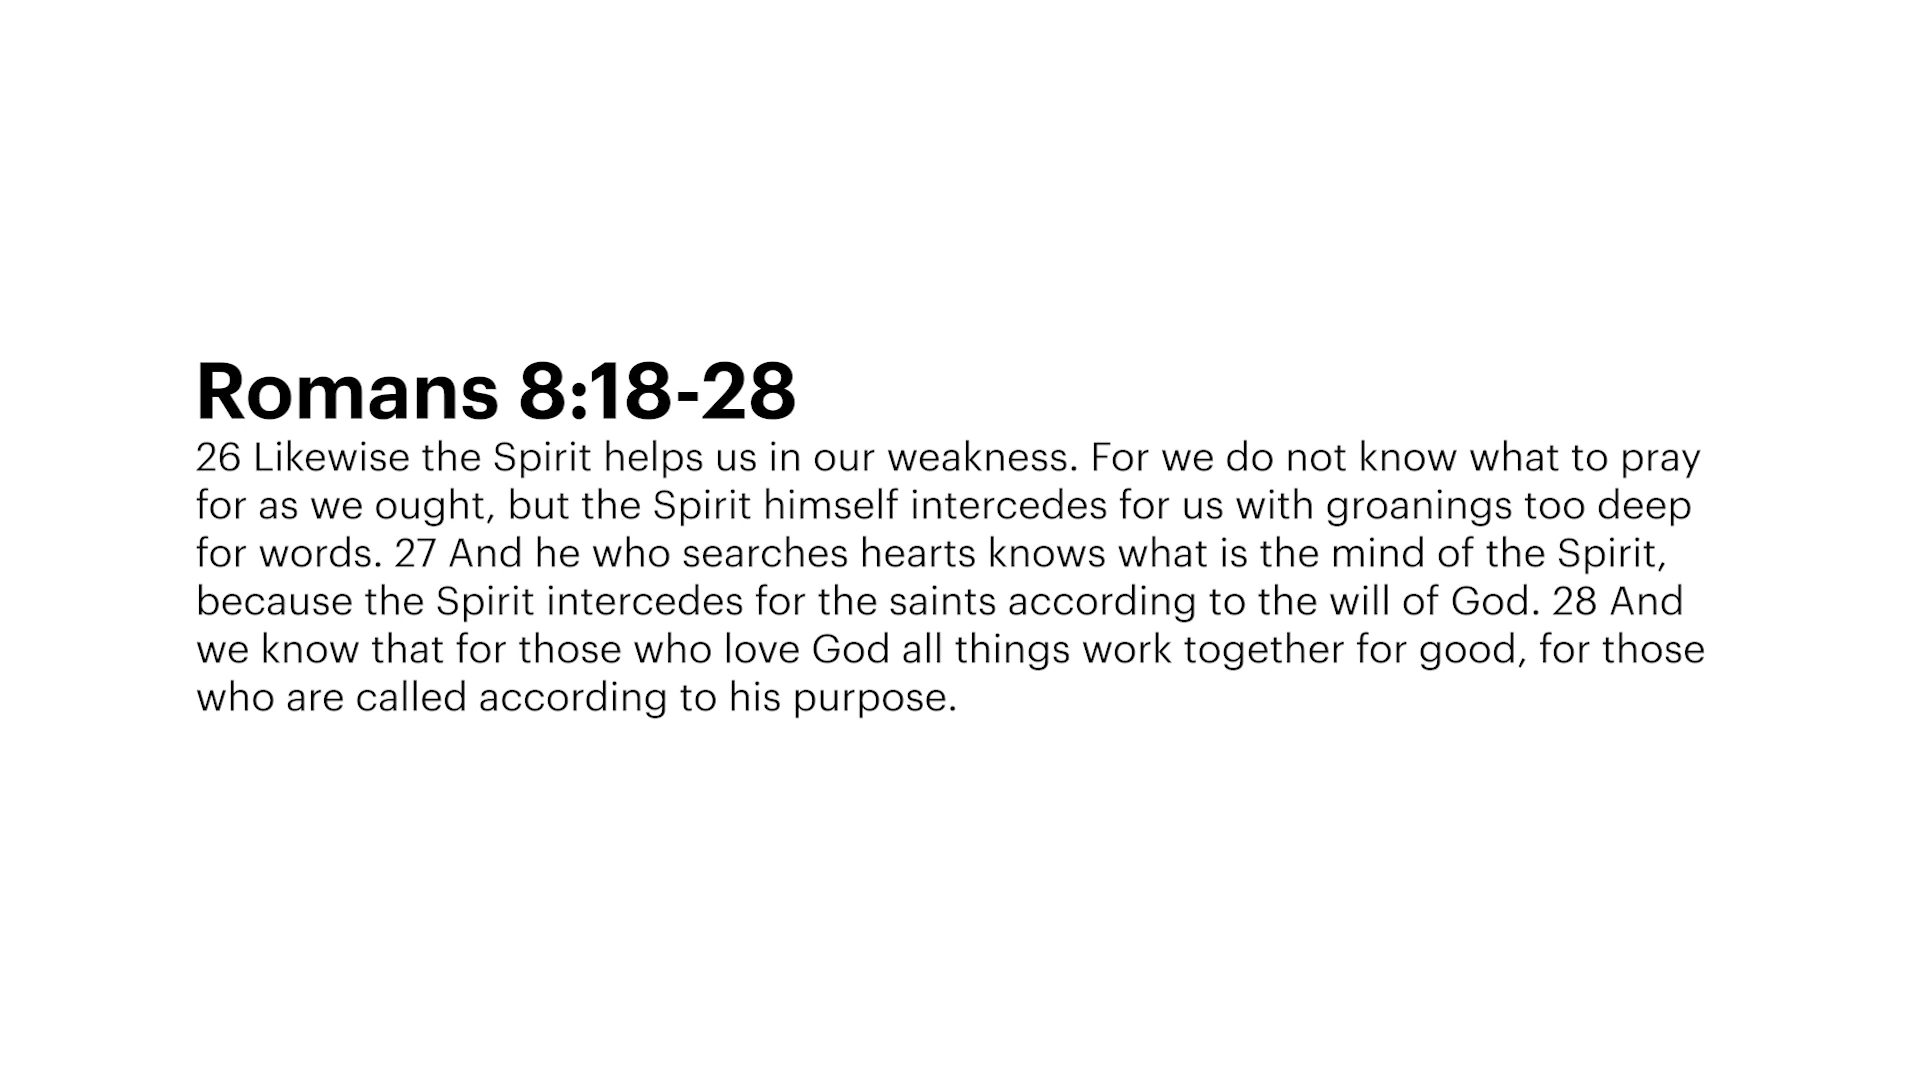 Romans 8:18-28
26 Likewise the Spirit helps us in our weakness. For we do not know what to pray
for as we ought, but the Spirit himself intercedes for us with groanings too deep
for words. 27 And he who searches hearts knows what is the mind of the Spirit,
because the Spirit intercedes for the saints according to the will of God. 28 And
we know that for those who love God all things work together for good, for those
who are called according to his purpose.